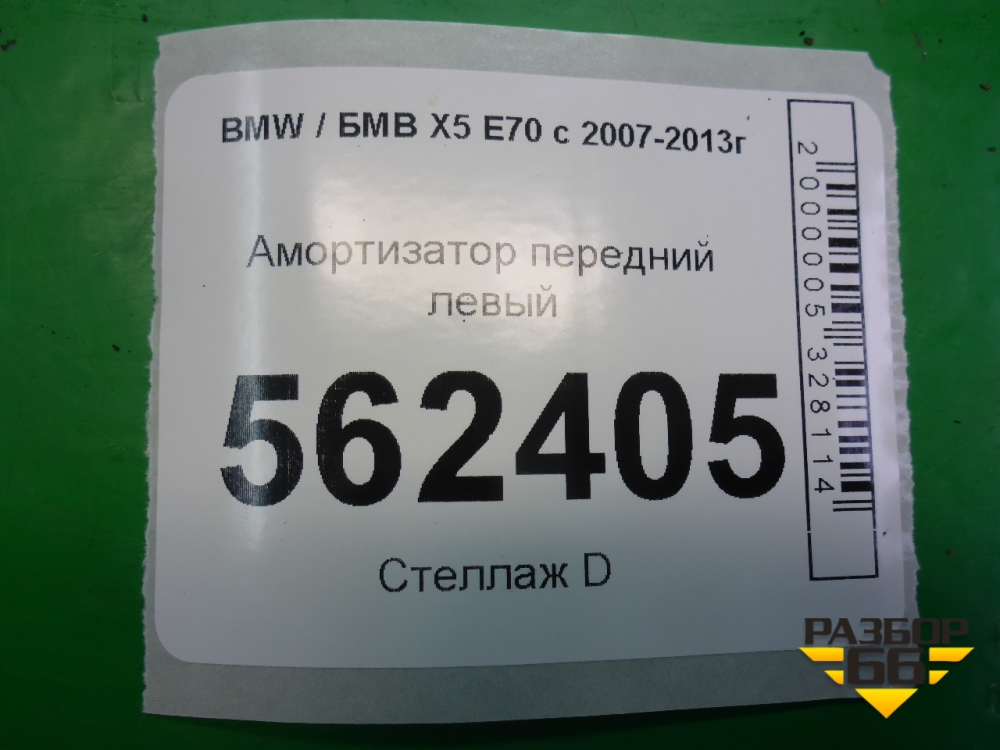 BMW / БМВ X5 E70 с 2007-2013г
Амортизатор передний
левый
562405
Стеллаж D
2000005328114
РАЗБОР
66